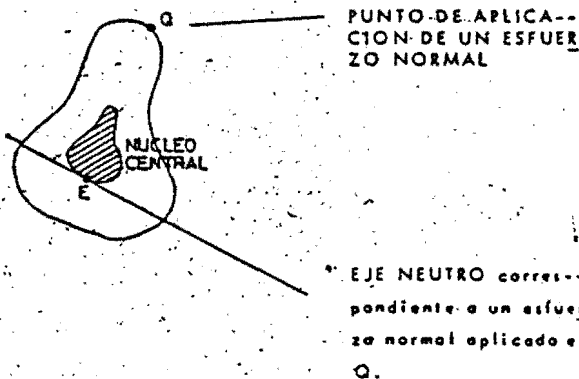 Q
PUNTO DE APLICA--
CION DE UN ESFUER
ZO NORMAL
NUCLEO
CENTRAL
E
EJE NEUTRO corres--
pondiente a un esfue
zo normal aplicado e
Q.